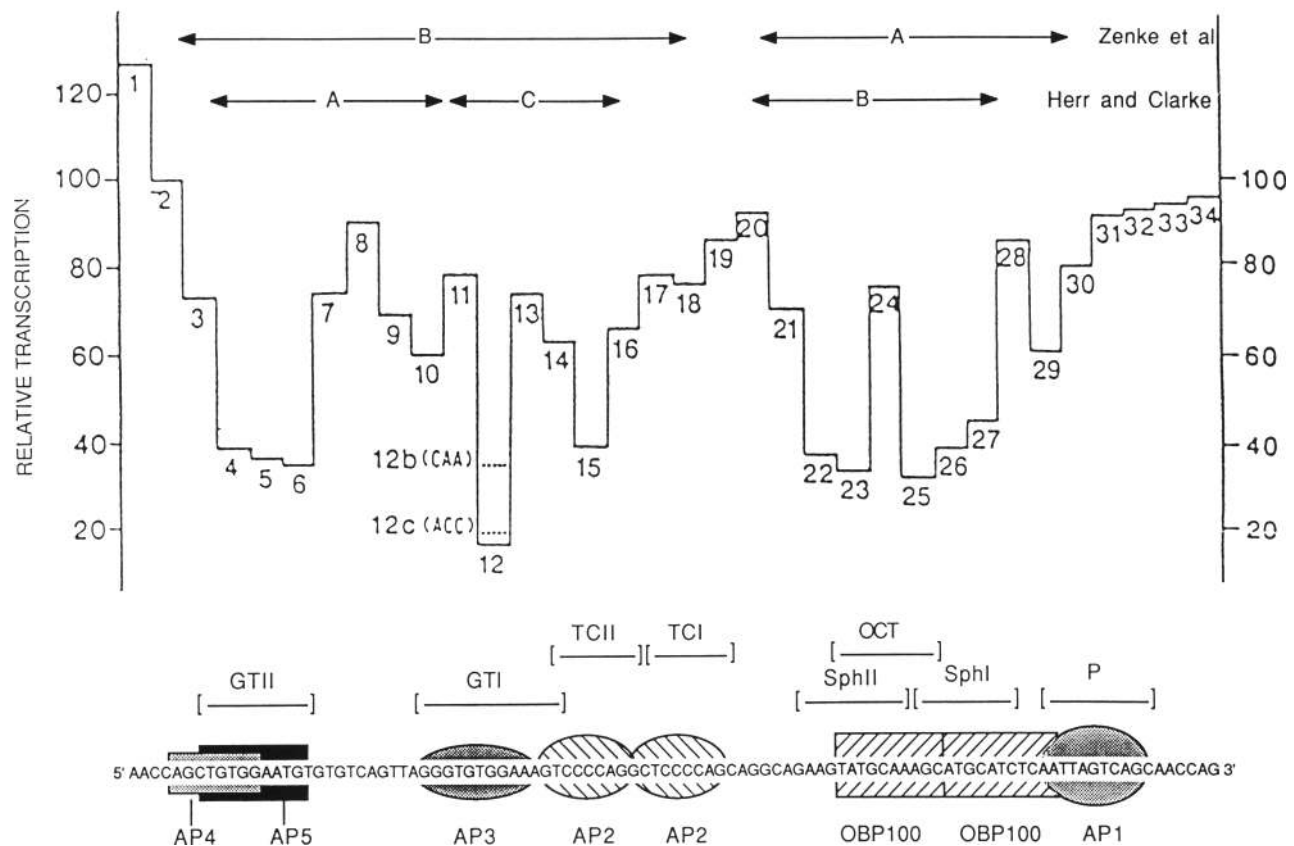 B
A
Zenke et al
A
C
B
Herr and Clarke
RELATIVE TRANSCRIPTION
120
100
80
60
40
20
100
80
60
40
20
1
2
3
4
5
6
7
8
9
10
11
12b (CAA)
12c (ACC)
12
13
14
15
16
17
18
19
20
21
22
23
24
25
26
27
28
29
30
31
32
33
34
TCII
TCI
OCT
GTII
GTI
SphII
SphI
P
5' AACCAGCTGTGGAATGTGTGTCAGTTAGGGTGTGGAAAGTCCCCAGGCTCCCCAGCAGGCAGAAGTATGCAAAGCATGCATCTCAATTAGTCAGCAACCAG 3'
AP4
AP5
AP3
AP2
AP2
OBP100
OBP100
AP1